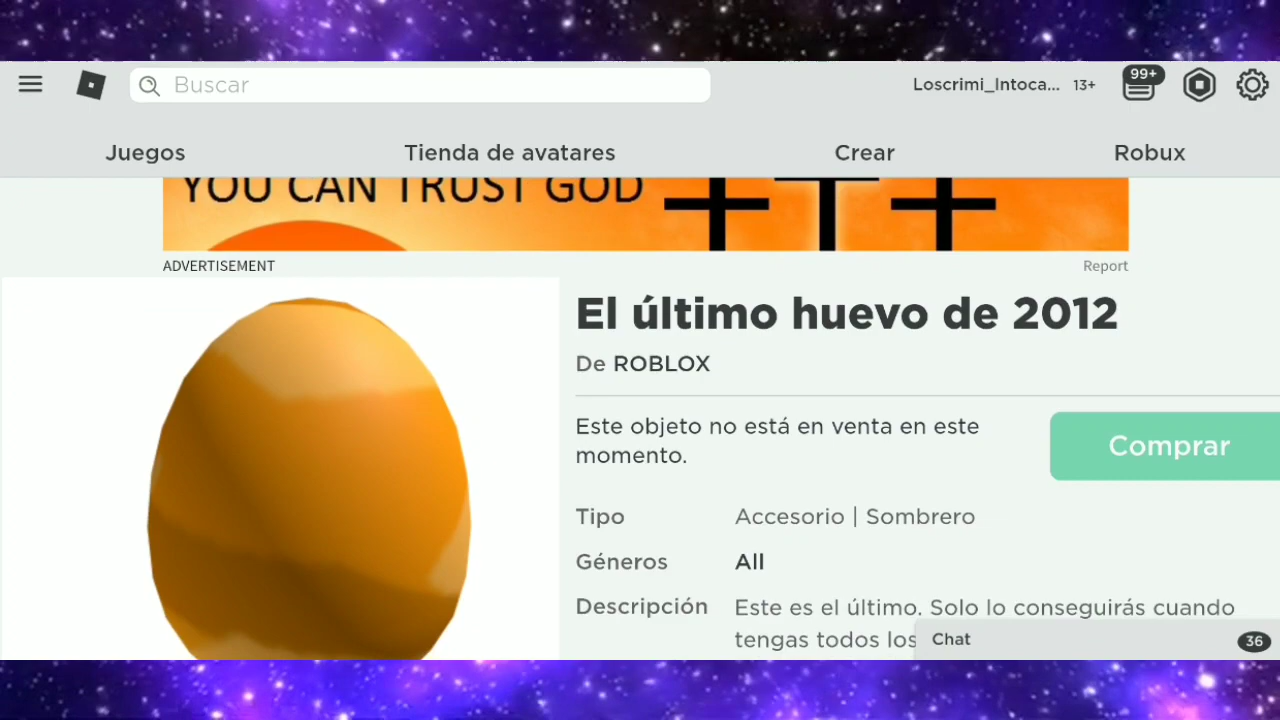 Buscar
Loscrimi_Intoca... 13+
99+
Juegos
Tienda de avatares
Crear
Robux
YOU CAN TRUST GOD
ADVERTISEMENT
Report
El último huevo de 2012
De ROBLOX
Este objeto no está en venta en este
momento.
Comprar
Tipo
Accesorio | Sombrero
Géneros
All
Descripción
Este es el último. Solo lo conseguirás cuando
tengas todos los
Chat
36